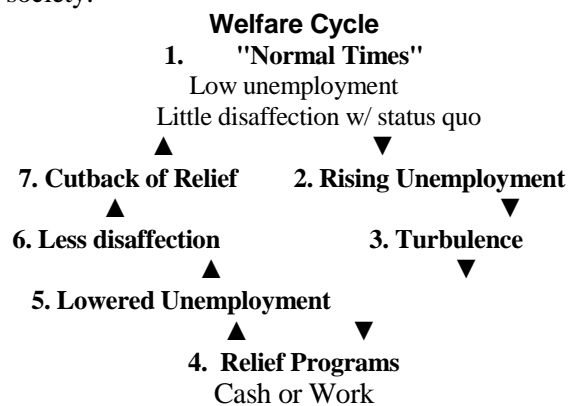 society.
Welfare Cycle
1. "Normal Times"
Low unemployment
Little disaffection w/ status quo
▲ ▼
7. Cutback of Relief 2. Rising Unemployment
▲ ▼
6. Less disaffection 3. Turbulence
▲ ▼
5. Lowered Unemployment
▲ ▼
4. Relief Programs
Cash or Work